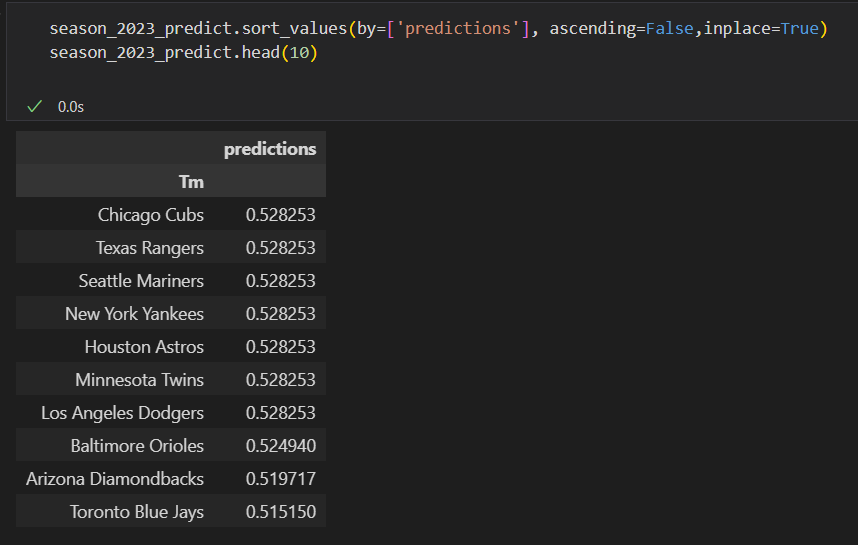 season_2023_predict.sort_values(by=['predictions'], ascending=False,inplace=True)
season_2023_predict.head(10)
0.0s
predictions
Tm
Chicago Cubs 0.528253
Texas Rangers 0.528253
Seattle Mariners 0.528253
New York Yankees 0.528253
Houston Astros 0.528253
Minnesota Twins 0.528253
Los Angeles Dodgers 0.528253
Baltimore Orioles 0.524940
Arizona Diamondbacks 0.519717
Toronto Blue Jays 0.515150